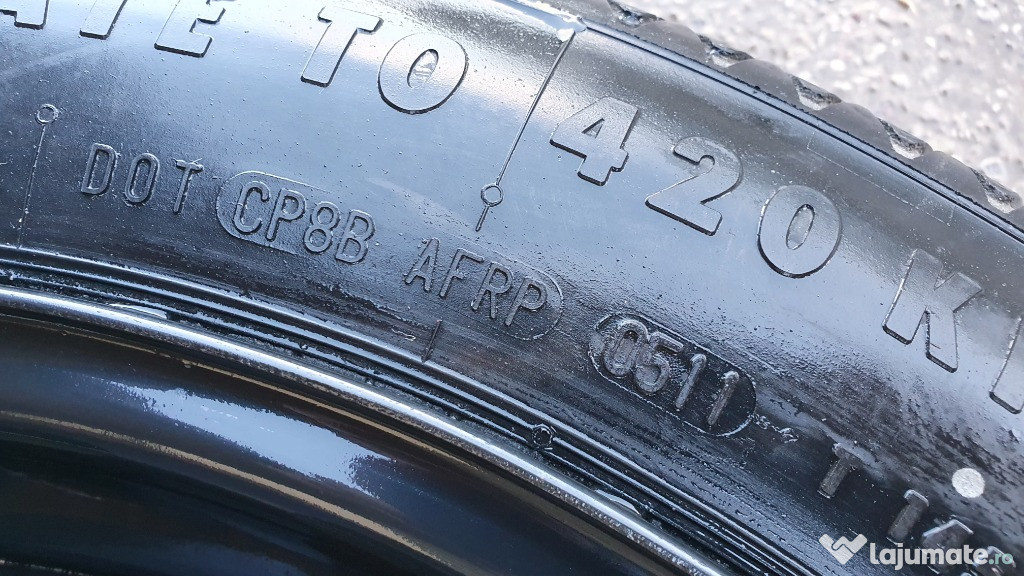 TO 420 K
DOT CP8B AFRP 0511
T
lajumate.ro